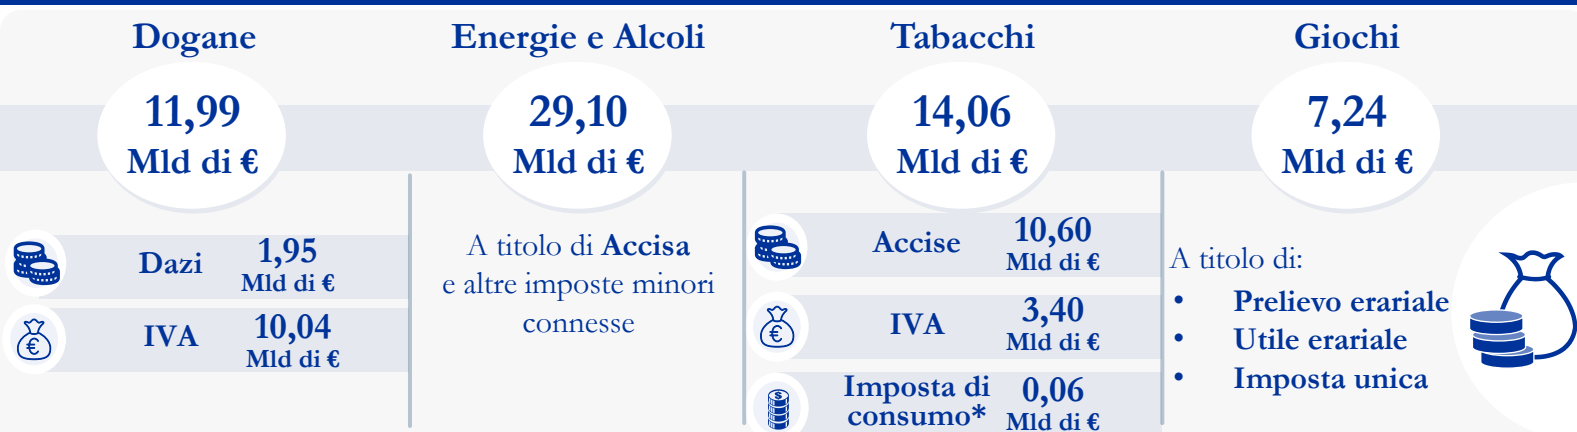 Dogane
11,99
Mld di €
Dazi
1,95
Mld di €
IVA
10,04
Mld di €
Energie e Alcoli
29,10
Mld di €
A titolo di Accisa
e altre imposte minori
connesse
Tabacchi
14,06
Mld di €
Accise
10,60
Mld di €
IVA
3,40
Mld di €
Imposta di
consumo*
0,06
Mld di €
Giochi
7,24
Mld di €
A titolo di:
• Prelievo erariale
• Utile erariale
• Imposta unica